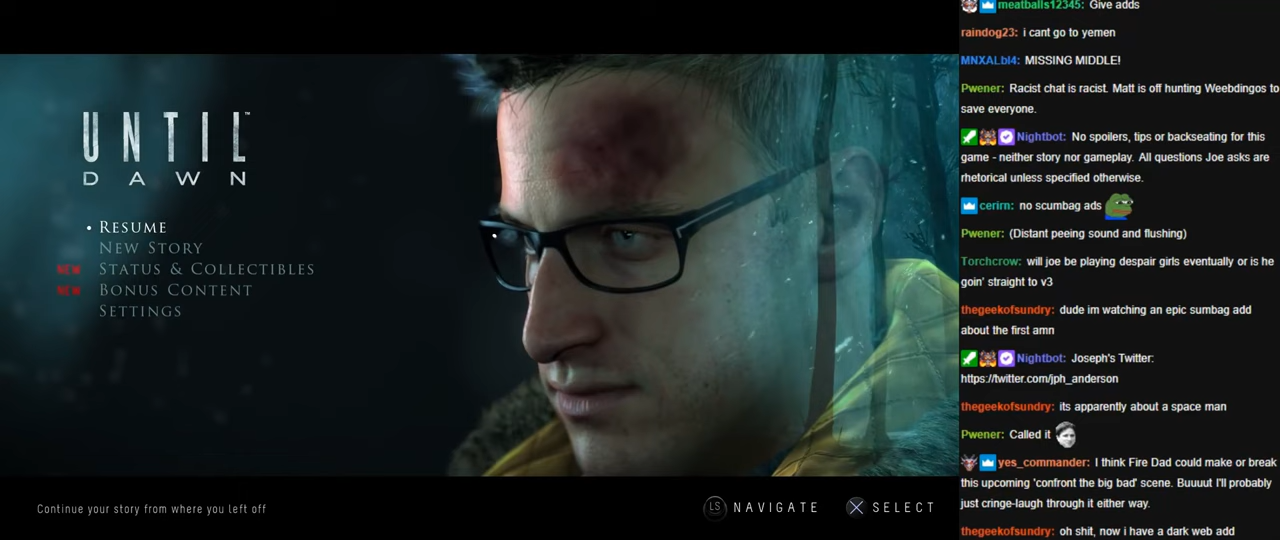 UNTIL™
DAWN
• RESUME
NEW STORY
NEW STATUS & COLLECTIBLES
NEW BONUS CONTENT
SETTINGS
Continue your story from where you left off
LS NAVIGATE
SELECT
meatballs12345: Give adds
raindog23: i cant go to yemen
MNXALbl4: MISSING MIDDLE!
Pwener: Racist chat is racist. Matt is off hunting Weebdingos to
save everyone.
Nightbot: No spoilers, tips or backseating for this
game - neither story nor gameplay. All questions Joe asks are
rhetorical unless specified otherwise.
cerirn: no scumbag ads
Pwener: (Distant peeing sound and flushing)
Torchcrow: will joe be playing despair girls eventually or is he
goin' straight to v3
thegeekofsundry: dude im watching an epic sumbag add
about the first amn
Nightbot: Joseph's Twitter:
https://twitter.com/jph_anderson
thegeekofsundry: its apparently about a space man
Pwener: Called it
yes_commander: I think Fire Dad could make or break
this upcoming 'confront the big bad' scene. Buuuut I'll probably
just cringe-laugh through it either way.
thegeekofsundry: oh shit, now i have a dark web add